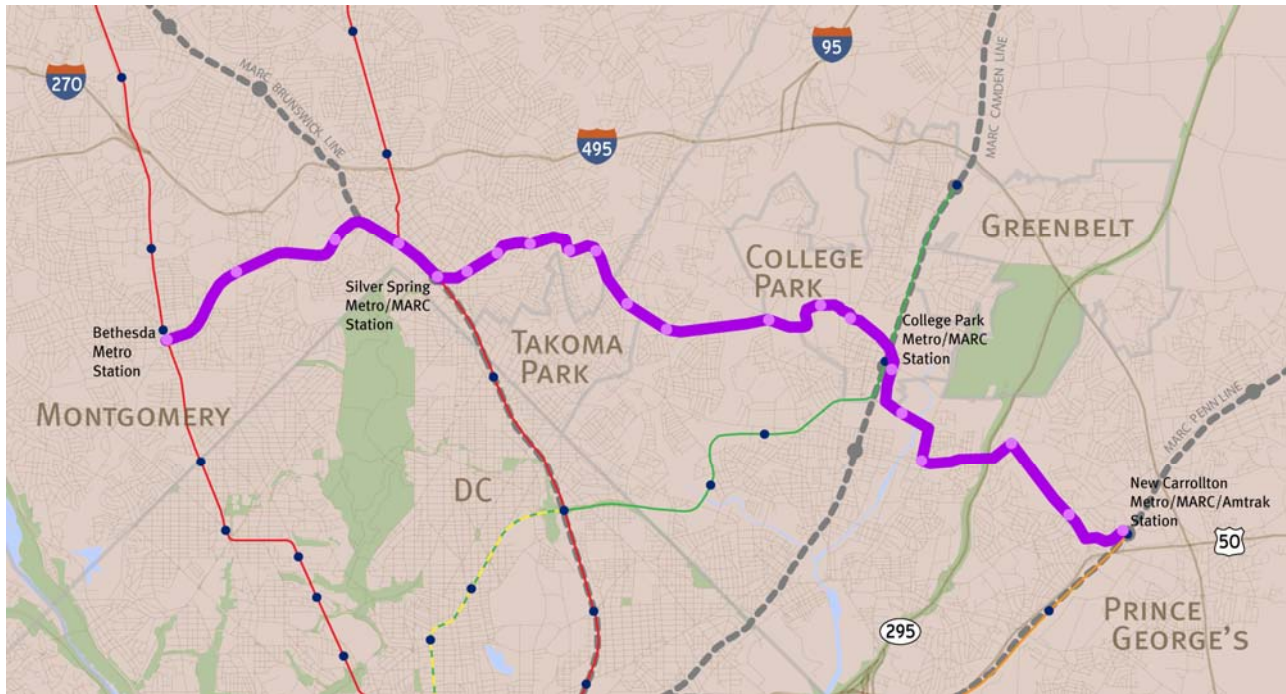 270
MARC BRUNSWICK LINE
495
95
MARC CAMDEN LINE
GREENBELT
COLLEGE
PARK
Silver Spring
Metro/MARC
Station
Bethesda
Metro
Station
TAKOMA
PARK
College Park
Metro/MARC
Station
MONTGOMERY
DC
MARC PENN LINE
New Carrollton
Metro/MARC/Amtrak
Station
50
295
PRINCE
GEORGE'S